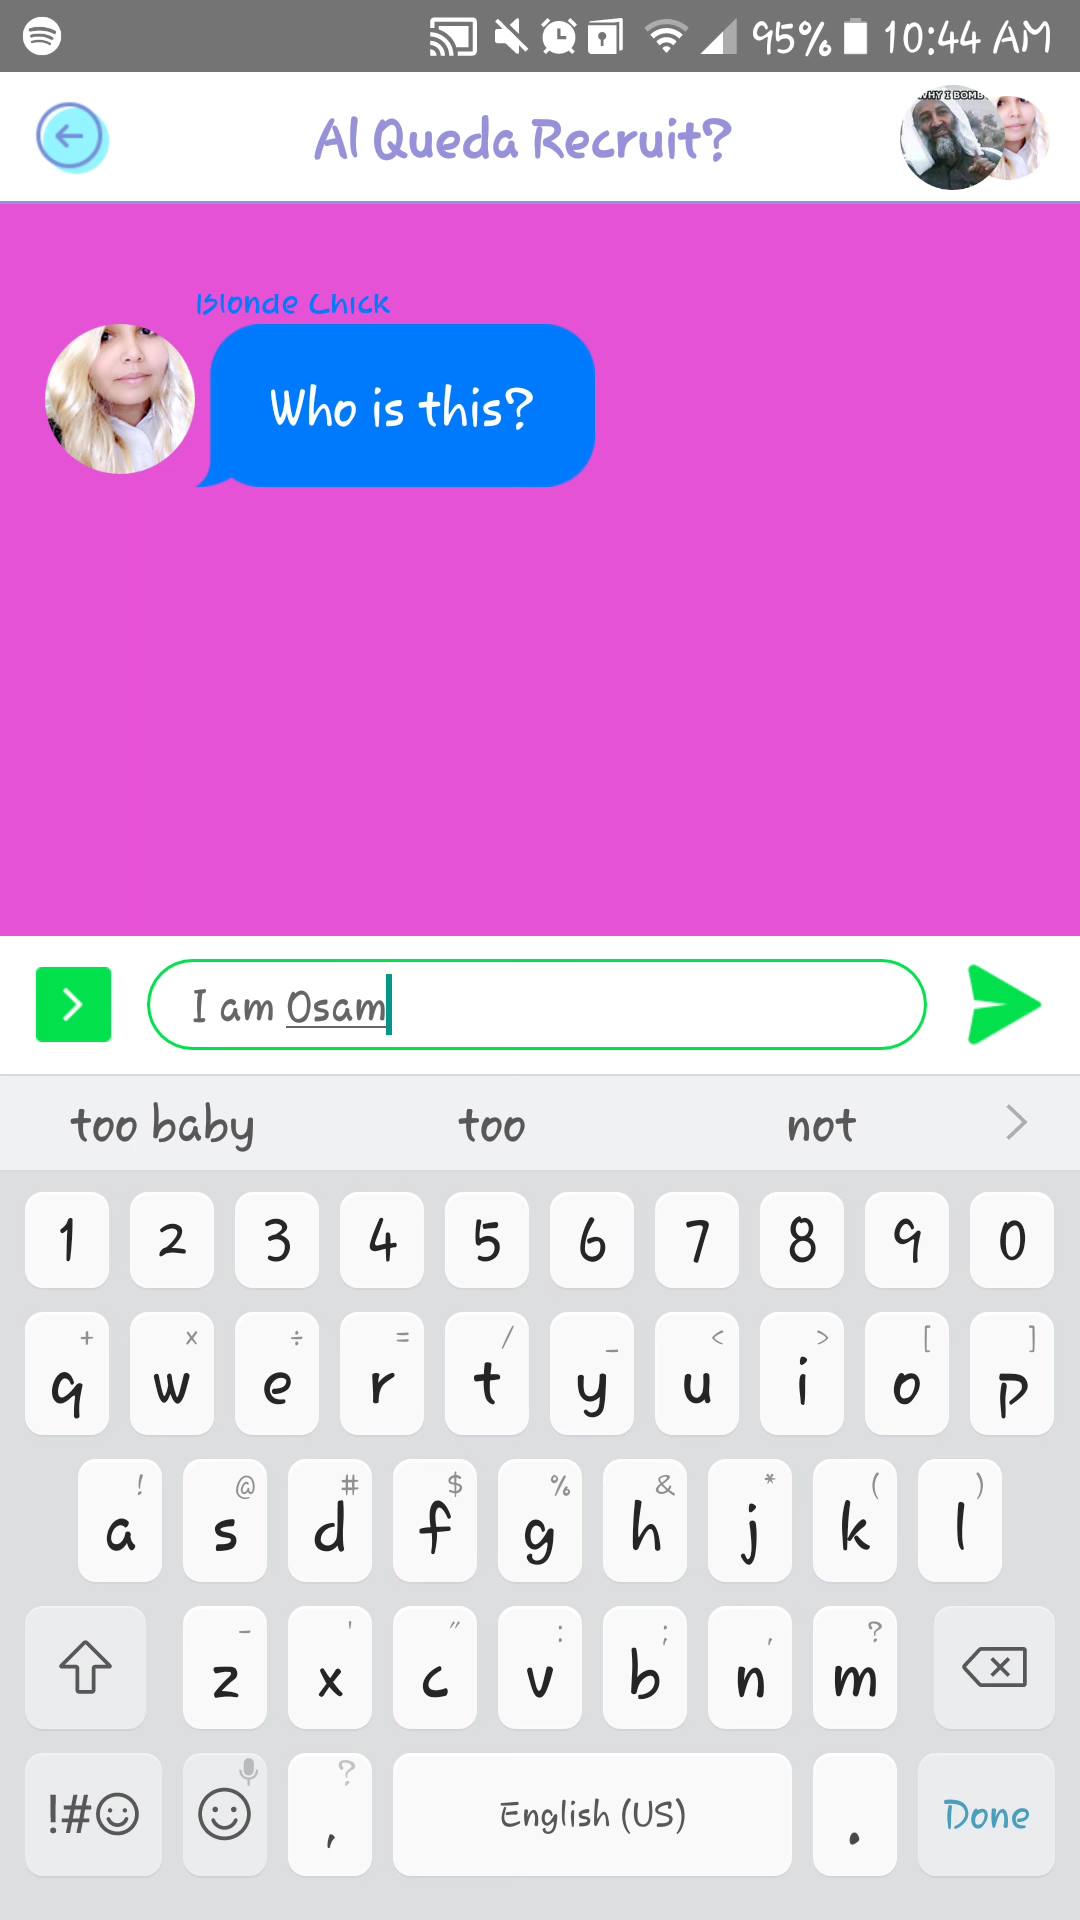 95% 10:44 AM
WHY I BOMB
Al Queda Recruit?
Blonde Chick
Who is this?
I am Osam
too baby too not
1 2 3 4 5 6 7 8 9 0
+ × ÷ = / _ < > [ ]
q w e r t y u i o p
! @ # $ % & * ( )
a s d f g h j k l
- ' " : ; , ?
z x c v b n m
!#☺ , ? English (US) . Done